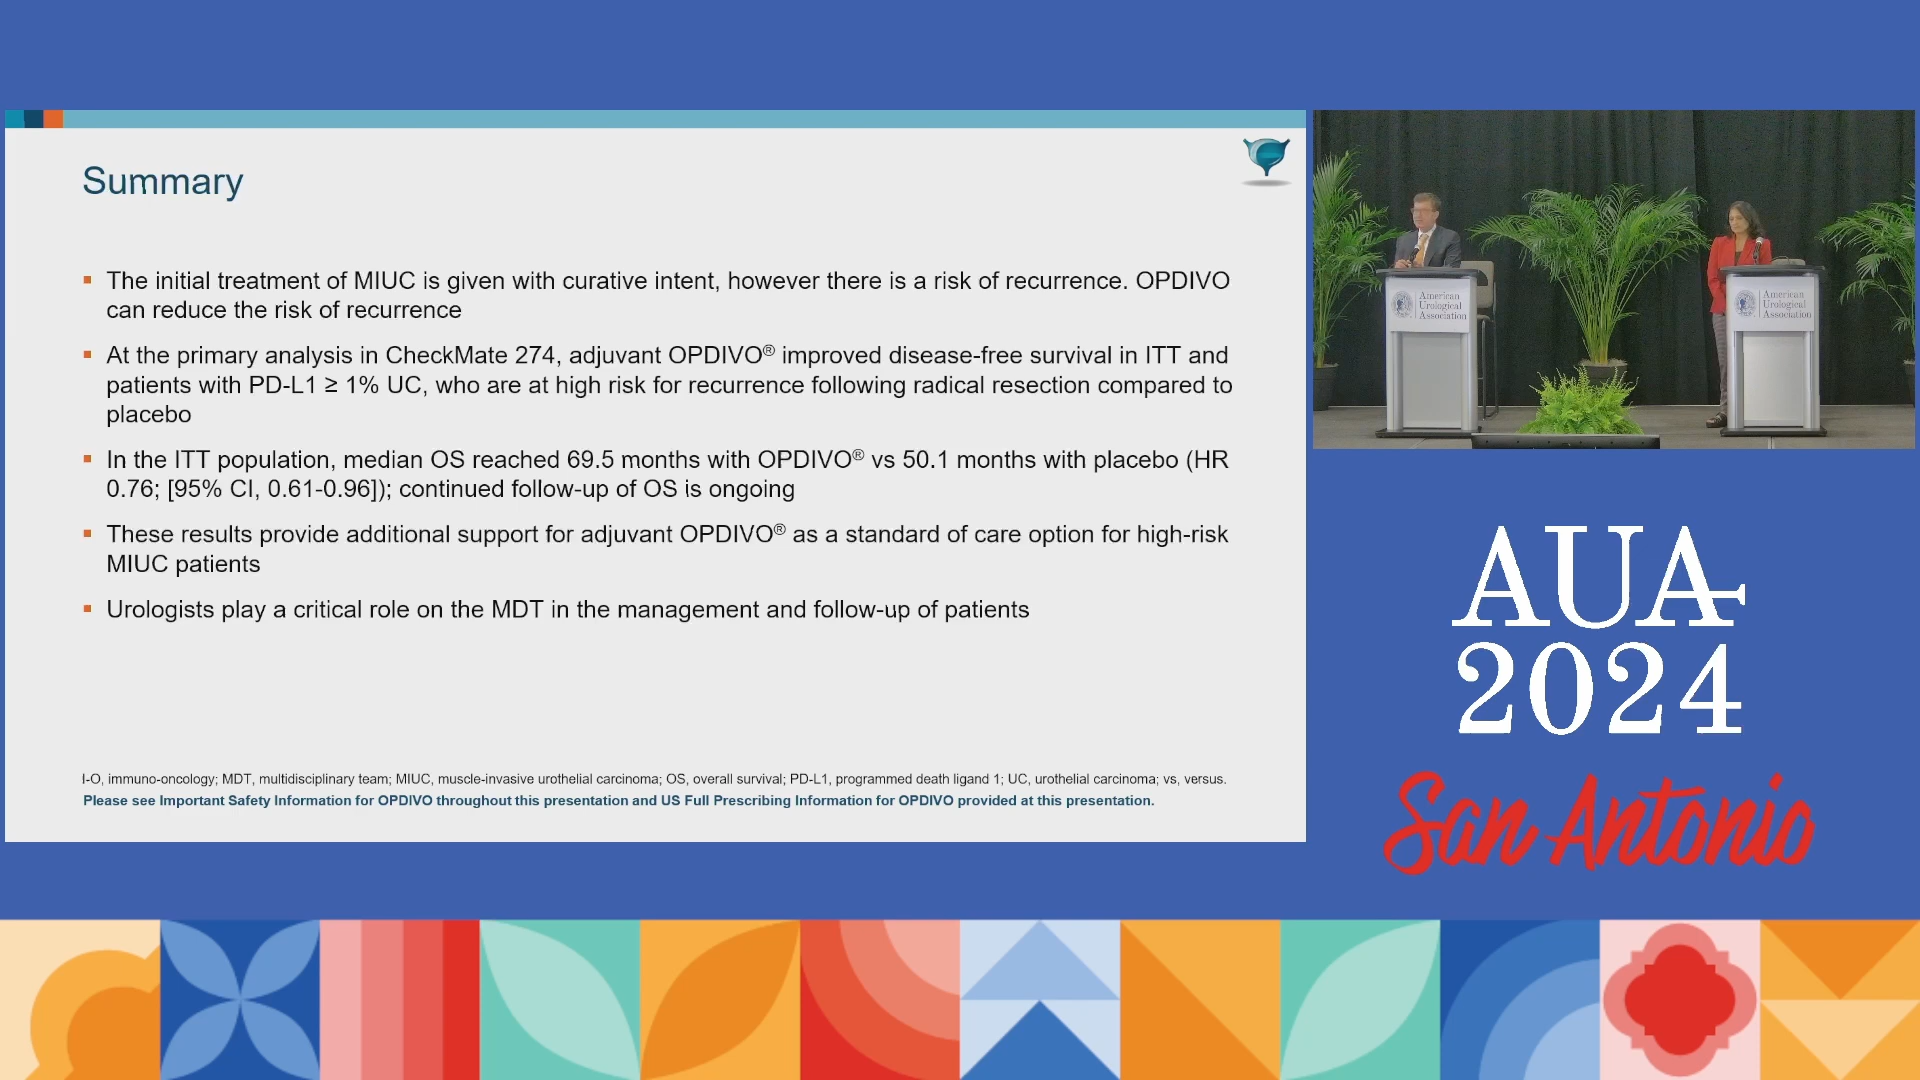 Summary
▪ The initial treatment of MIUC is given with curative intent, however there is a risk of recurrence. OPDIVO
can reduce the risk of recurrence
▪ At the primary analysis in CheckMate 274, adjuvant OPDIVO® improved disease-free survival in ITT and
patients with PD-L1 ≥ 1% UC, who are at high risk for recurrence following radical resection compared to
placebo
▪ In the ITT population, median OS reached 69.5 months with OPDIVO® vs 50.1 months with placebo (HR
0.76; [95% CI, 0.61-0.96]); continued follow-up of OS is ongoing
▪ These results provide additional support for adjuvant OPDIVO® as a standard of care option for high-risk
MIUC patients
▪ Urologists play a critical role on the MDT in the management and follow-up of patients
I-O, immuno-oncology; MDT, multidisciplinary team; MIUC, muscle-invasive urothelial carcinoma; OS, overall survival; PD-L1, programmed death ligand 1; UC, urothelial carcinoma; vs, versus.
Please see Important Safety Information for OPDIVO throughout this presentation and US Full Prescribing Information for OPDIVO provided at this presentation.
American
Urological
Association
American
Urological
Association
AUA
2024
San Antonio